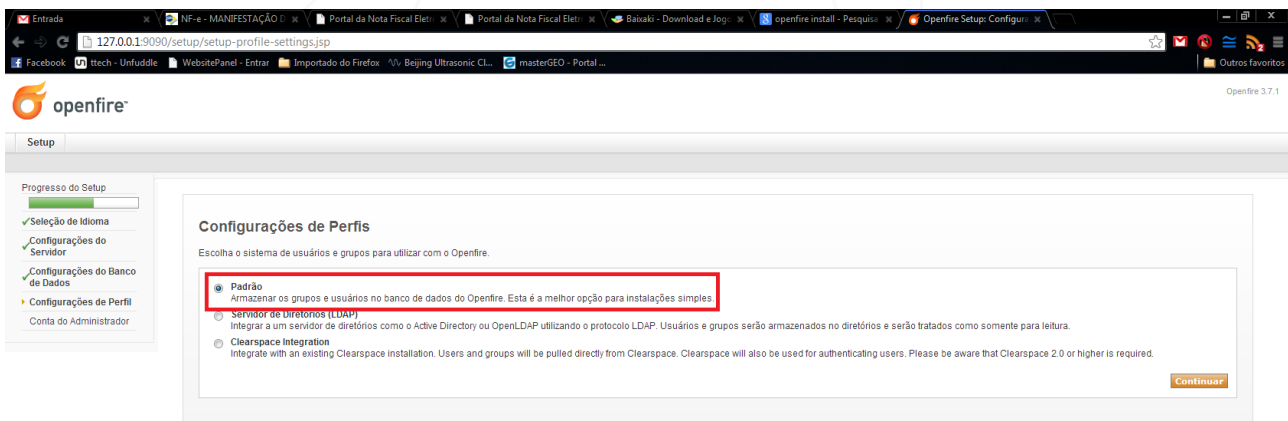 Entrada
NF-e - MANIFESTAÇÃO D
Portal da Nota Fiscal Eletr
Portal da Nota Fiscal Eletr
Baixaki - Download e Jogo
openfire install - Pesquisa
Openfire Setup: Configura
127.0.0.1:9090/setup/setup-profile-settings.jsp
Facebook
ttech - Unfuddle
WebsitePanel - Entrar
Importado do Firefox
Beijing Ultrasonic Cl...
masterGEO - Portal ...
Outros favoritos
openfire™
Openfire 3.7.1
Setup
Progresso do Setup
Seleção de Idioma
Configurações do
Servidor
Configurações do Banco
de Dados
Configurações de Perfil
Conta do Administrador
Configurações de Perfis
Escolha o sistema de usuários e grupos para utilizar com o Openfire.
Padrão
Armazenar os grupos e usuários no banco de dados do Openfire. Esta é a melhor opção para instalações simples.
Servidor de Diretórios (LDAP)
Integrar a um servidor de diretórios como o Active Directory ou OpenLDAP utilizando o protocolo LDAP. Usuários e grupos serão armazenados no diretórios e serão tratados como somente para leitura.
Clearspace Integration
Integrate with an existing Clearspace installation. Users and groups will be pulled directly from Clearspace. Clearspace will also be used for authenticating users. Please be aware that Clearspace 2.0 or higher is required.
Continuar